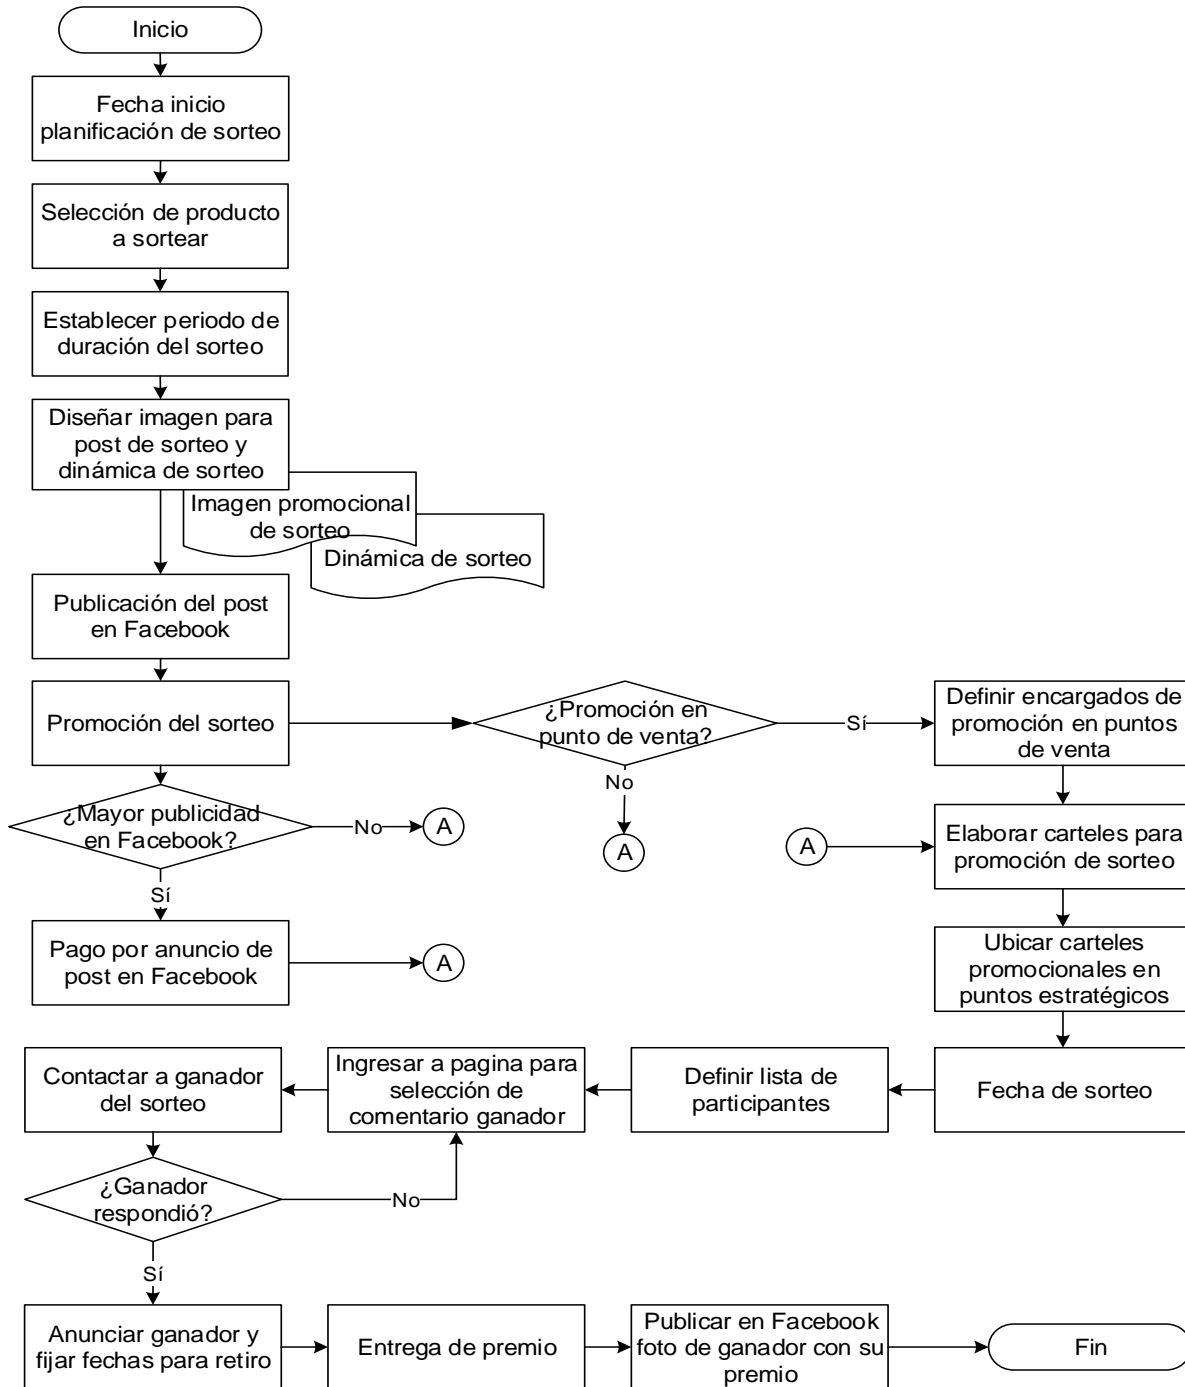 Inicio
Fecha inicio
planificación de sorteo
Selección de producto
a sortear
Establecer periodo de
duración del sorteo
Diseñar imagen para
post de sorteo y
dinámica de sorteo
Imagen promocional
de sorteo
Dinámica de sorteo
Publicación del post
en Facebook
Promoción del sorteo
¿Promoción en
punto de venta?
Sí
Definir encargados de
promoción en puntos
de venta
No
A
¿Mayor publicidad
en Facebook?
No
A
A
Elaborar carteles para
promoción de sorteo
Sí
Pago por anuncio de
post en Facebook
A
Ubicar carteles
promocionales en
puntos estratégicos
Contactar a ganador
del sorteo
Ingresar a pagina para
selección de
comentario ganador
Definir lista de
participantes
Fecha de sorteo
¿Ganador
respondió?
No
Sí
Anunciar ganador y
fijar fechas para retiro
Entrega de premio
Publicar en Facebook
foto de ganador con su
premio
Fin